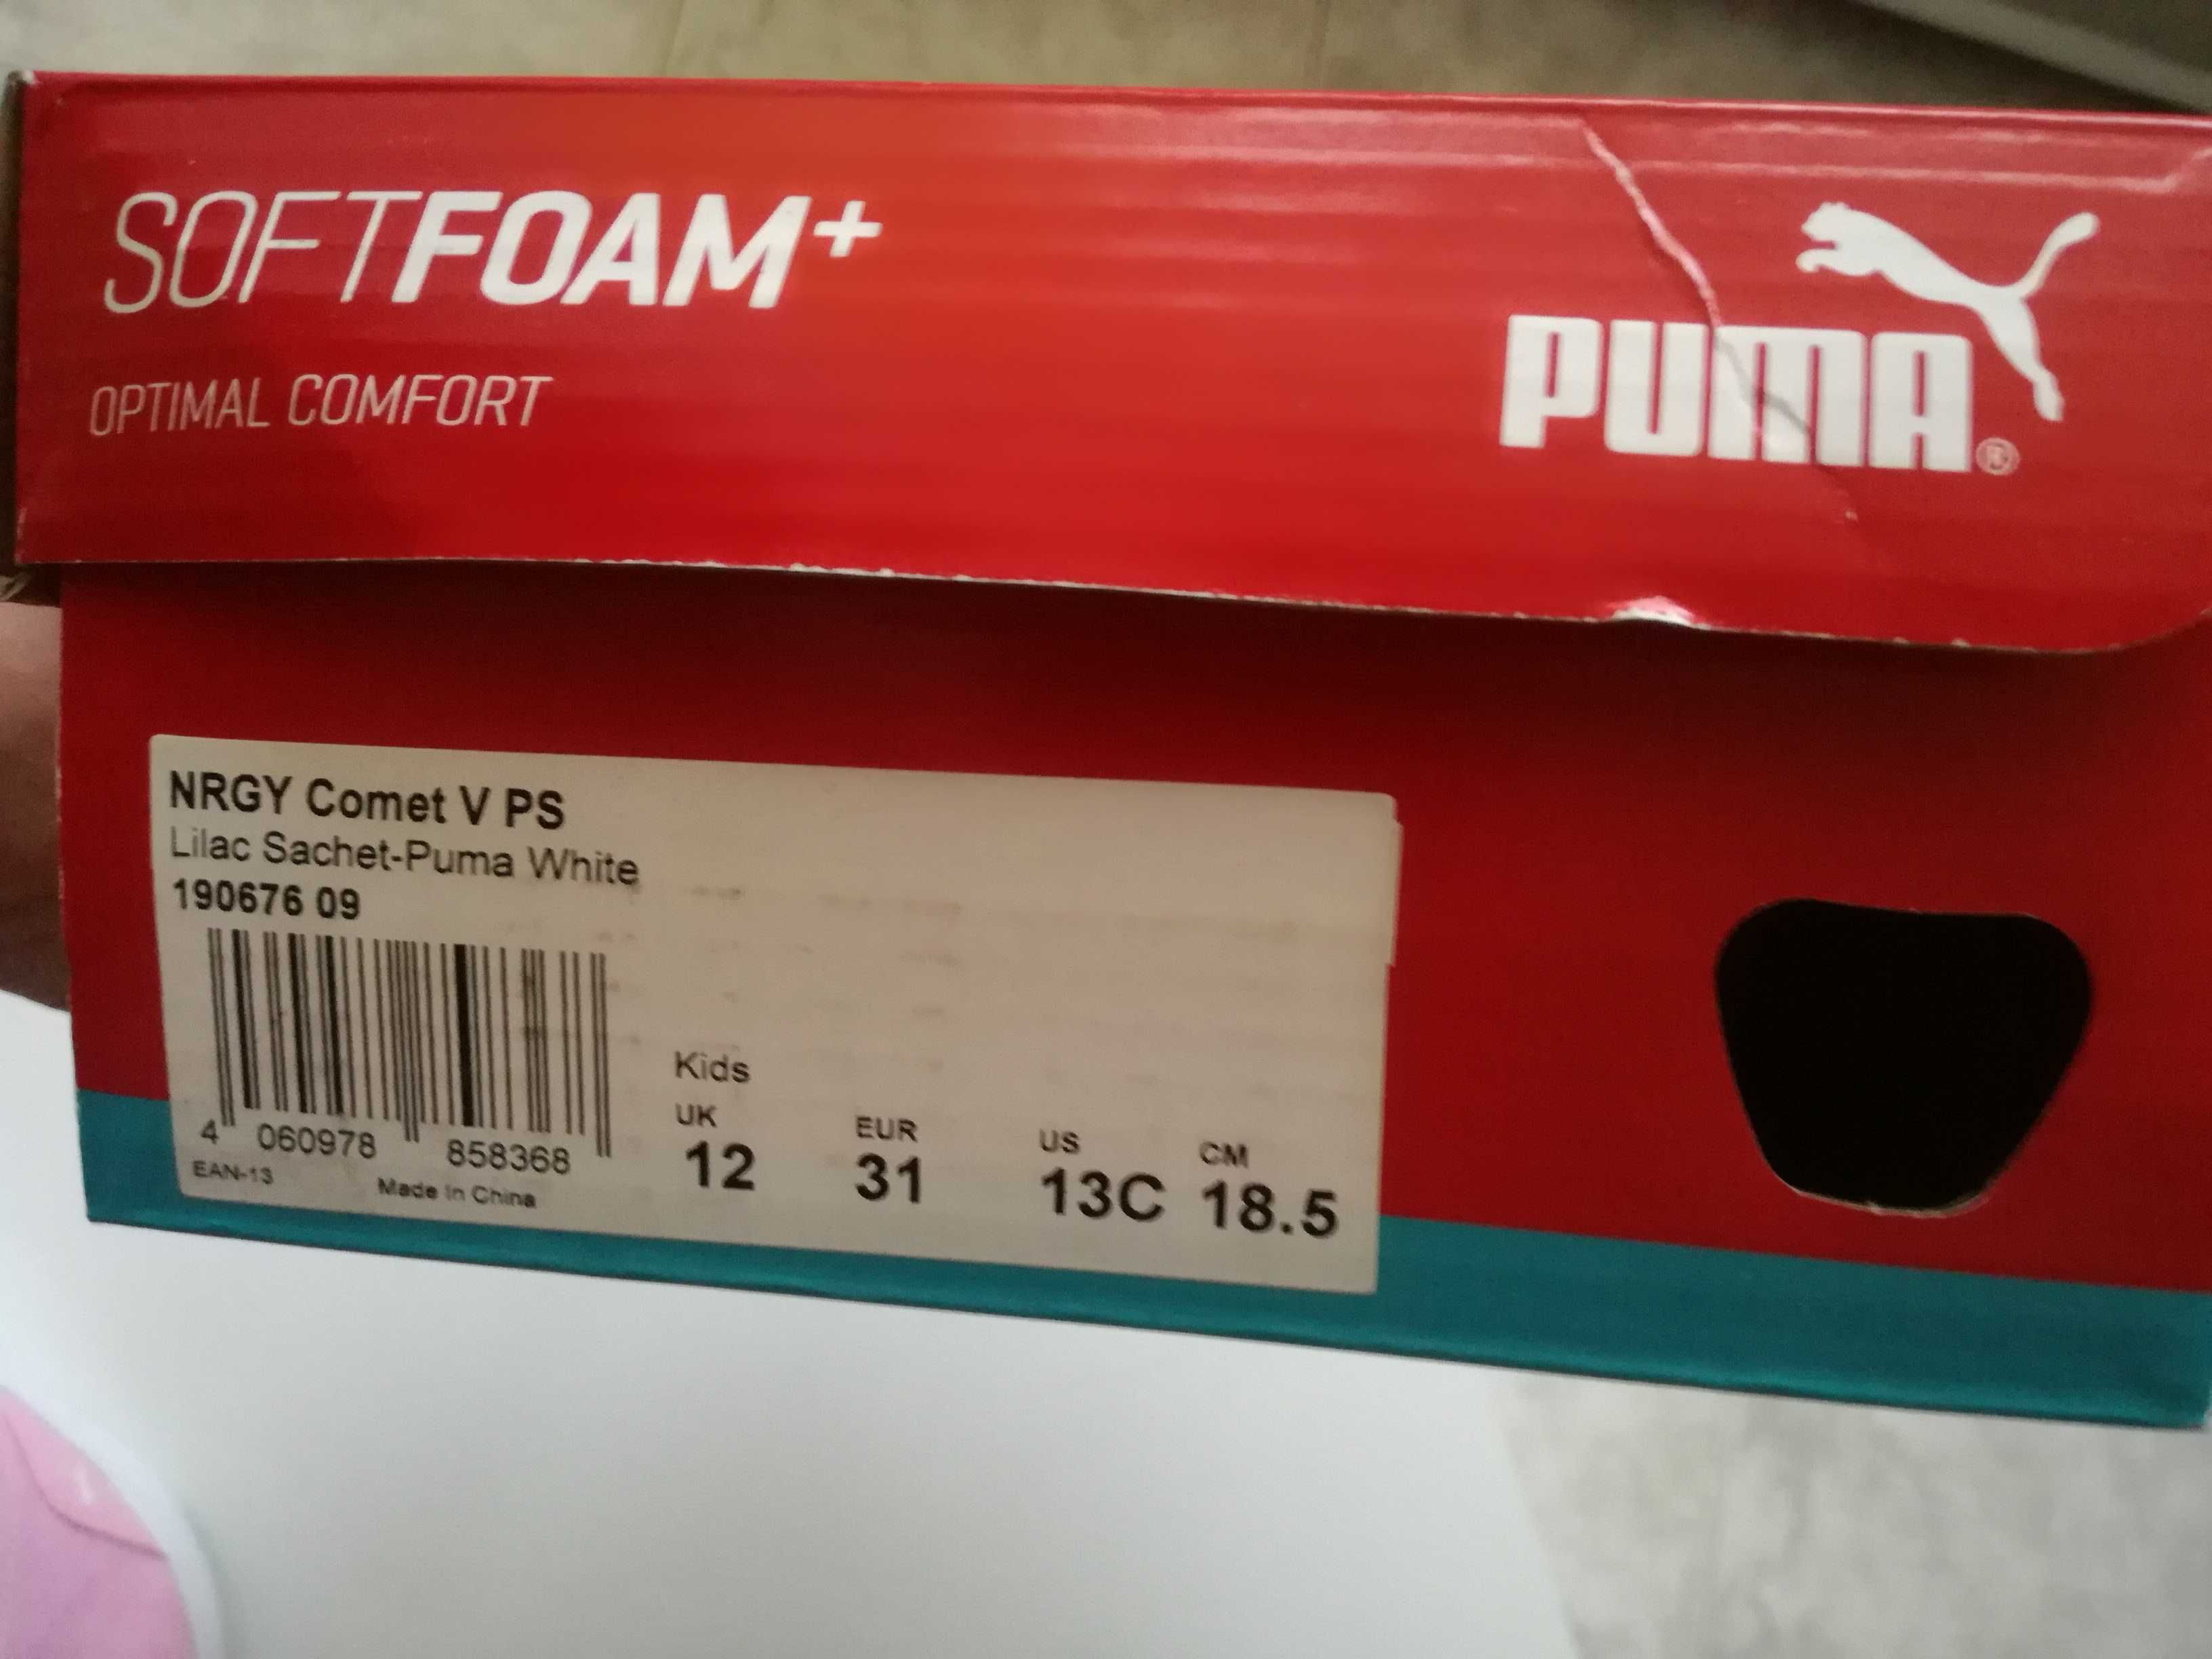 SOFTFOAM+
OPTIMAL COMFORT
PUMA®
NRGY Comet V PS
Lilac Sachet-Puma White
190676 09
4 060978 858368
EAN-13
Made in China
Kids
UK EUR US CM
12 31 13C 18.5